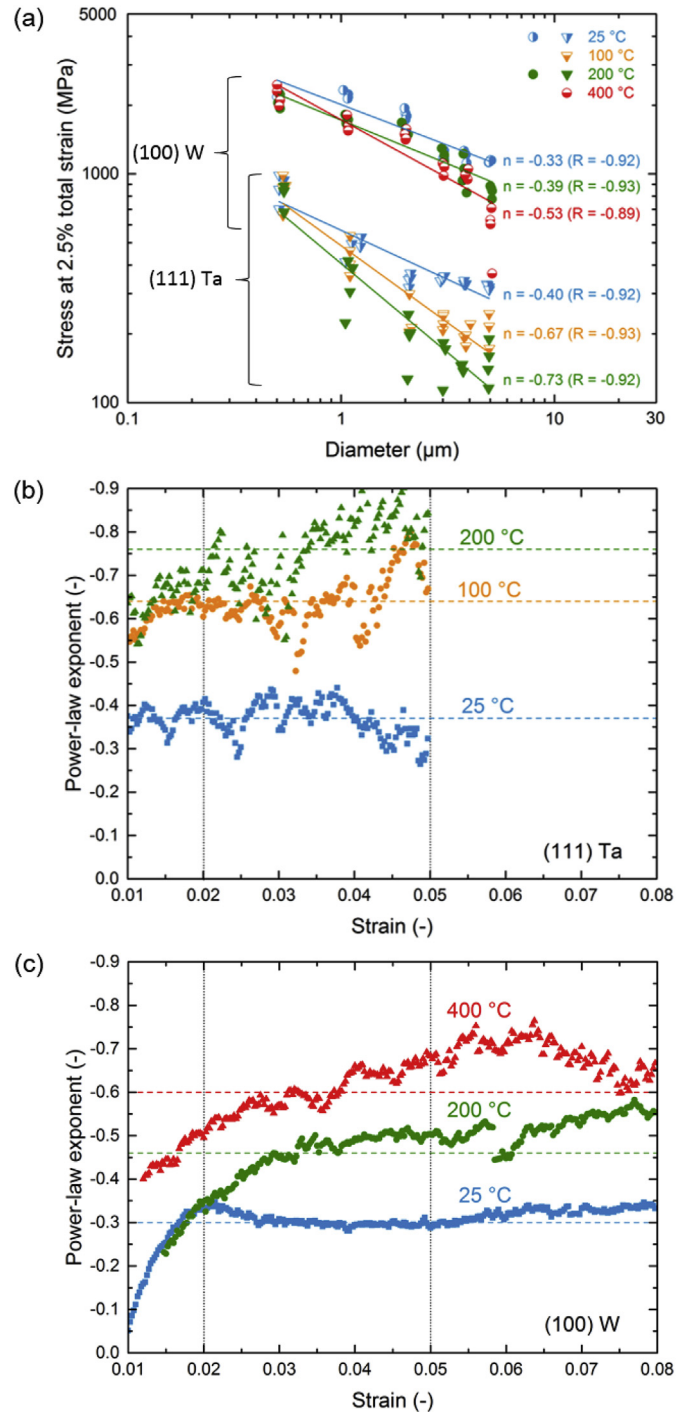 (a)
5000
25 °C
100 °C
200 °C
400 °C
(100) W
1000
n = -0.33 (R = -0.92)
n = -0.39 (R = -0.93)
n = -0.53 (R = -0.89)
(111) Ta
n = -0.40 (R = -0.92)
n = -0.67 (R = -0.93)
n = -0.73 (R = -0.92)
100
Stress at 2.5% total strain (MPa)
0.1 1 10 30
Diameter (µm)
(b)
-0.9
-0.8
-0.7
-0.6
-0.5
-0.4
-0.3
-0.2
-0.1
0.0
Power-law exponent (-)
200 °C
100 °C
25 °C
(111) Ta
0.01 0.02 0.03 0.04 0.05 0.06 0.07 0.08
Strain (-)
(c)
-0.9
-0.8
-0.7
-0.6
-0.5
-0.4
-0.3
-0.2
-0.1
0.0
Power-law exponent (-)
400 °C
200 °C
25 °C
(100) W
0.01 0.02 0.03 0.04 0.05 0.06 0.07 0.08
Strain (-)